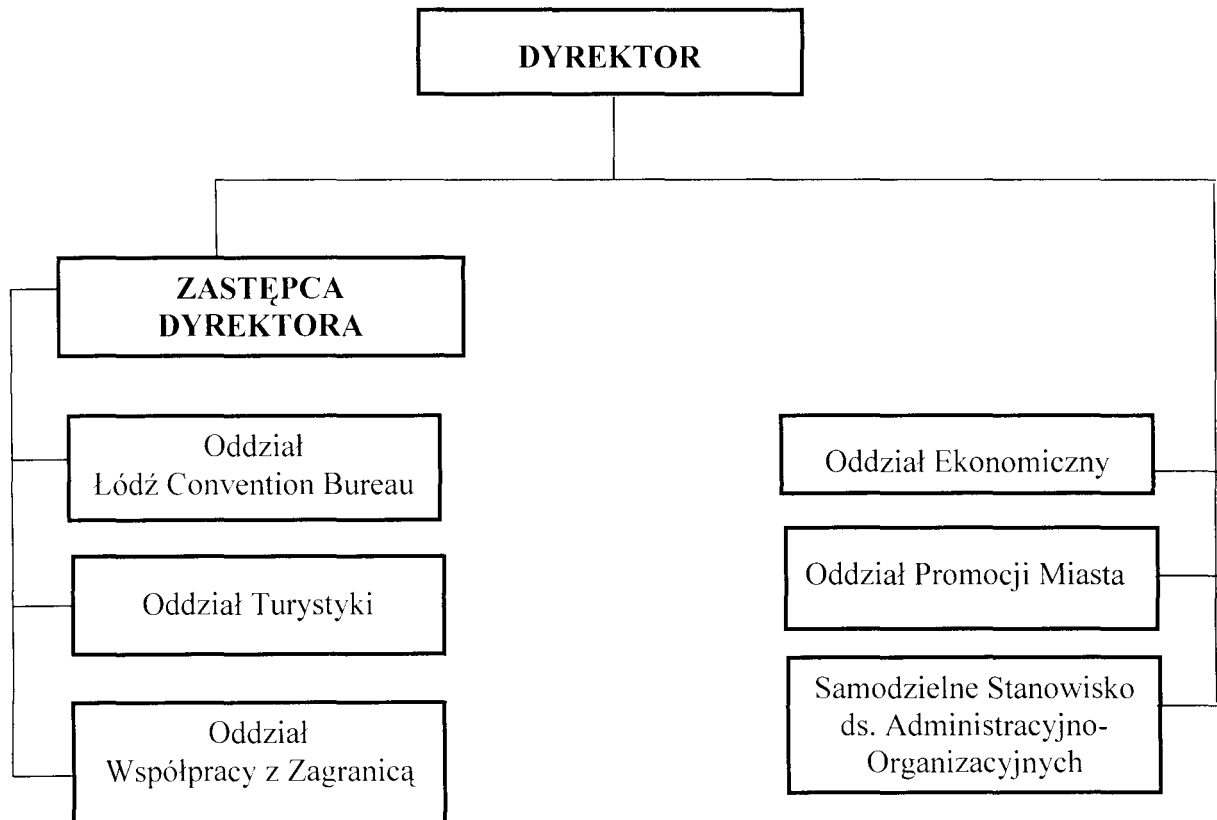 DYREKTOR
ZASTĘPCA
DYREKTORA
Oddział
Łódź Convention Bureau
Oddział Turystyki
Oddział
Współpracy z Zagranicą
Oddział Ekonomiczny
Oddział Promocji Miasta
Samodzielne Stanowisko
ds. Administracyjno-
Organizacyjnych